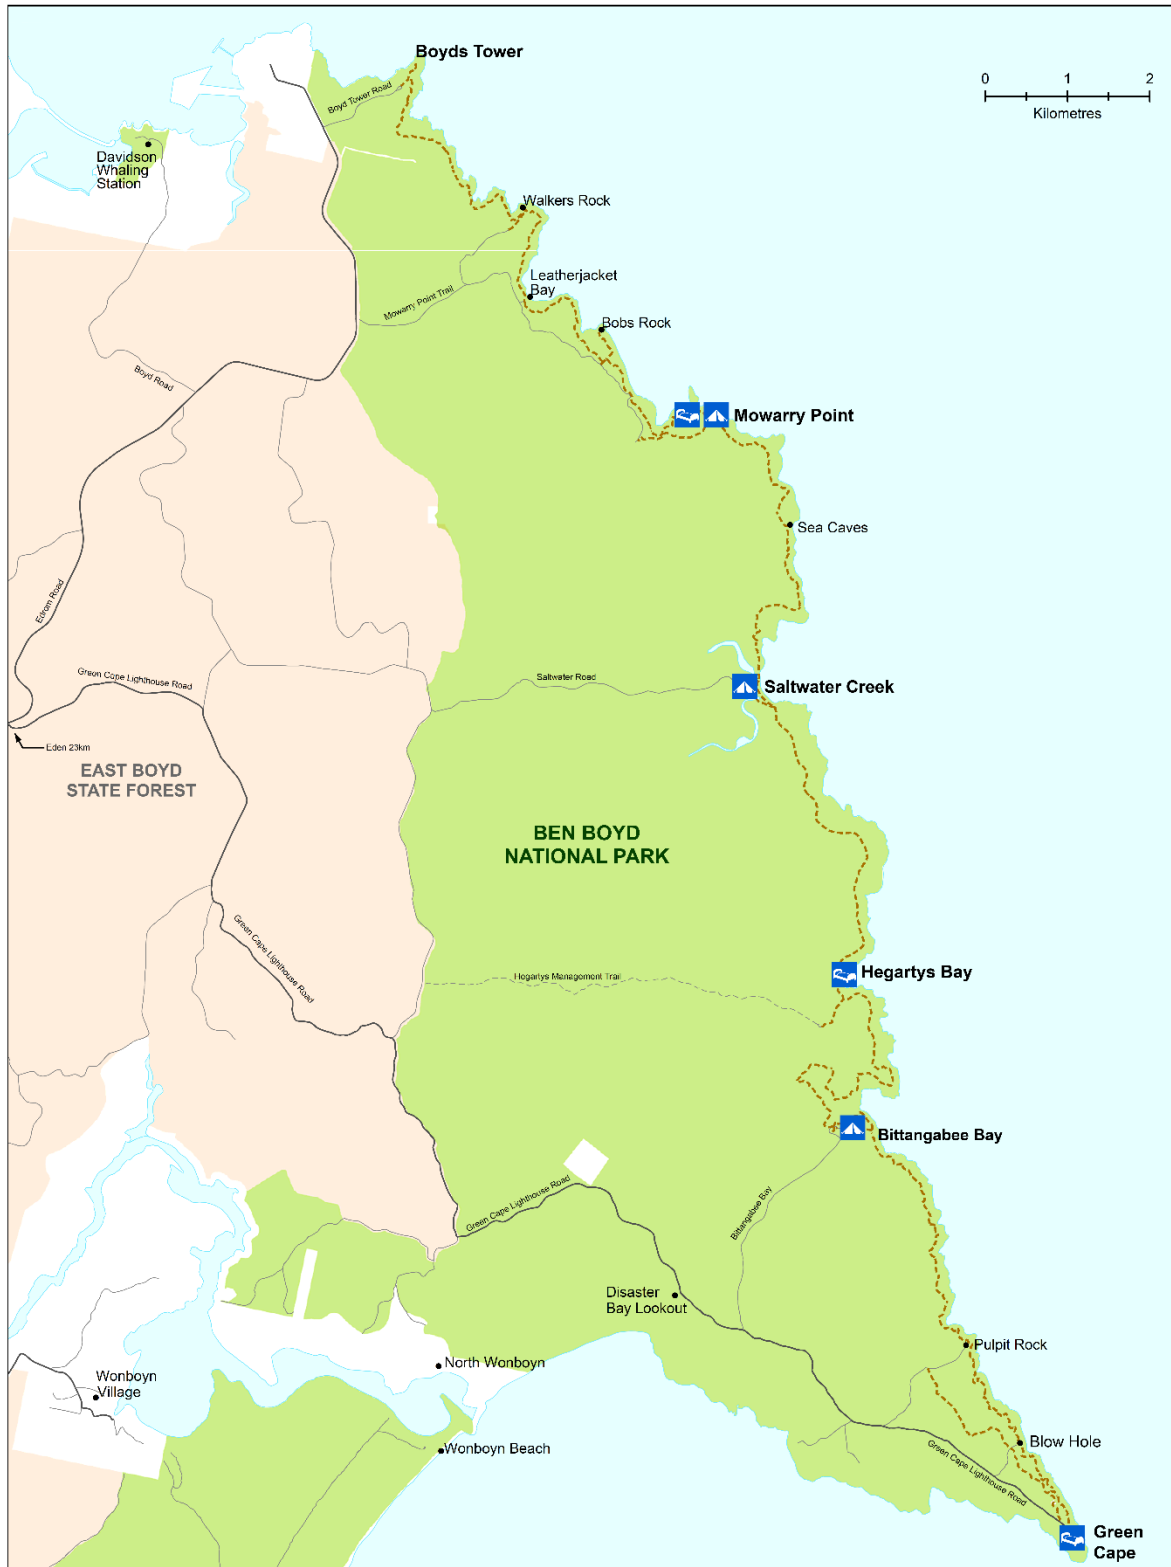 Boyds Tower
0 1 2
Kilometres
Boyd Tower Road
Davidson
Whaling
Station
Walkers Rock
Leatherjacket
Bay
Mowarry Point Trail
Bobs Rock
Boyd Road
Mowarry Point
Sea Caves
Edrom Road
Green Cape Lighthouse Road
Saltwater Road
Saltwater Creek
Eden 23km
EAST BOYD
STATE FOREST
BEN BOYD
NATIONAL PARK
Green Cape Lighthouse Road
Hegartys Management Trail
Hegartys Bay
Bittangabee Bay
Green Cape Lighthouse Road
Bittangabee Bay
Disaster
Bay Lookout
Pulpit Rock
North Wonboyn
Wonboyn
Village
Blow Hole
Wonboyn Beach
Green Cape Lighthouse Road
Green
Cape